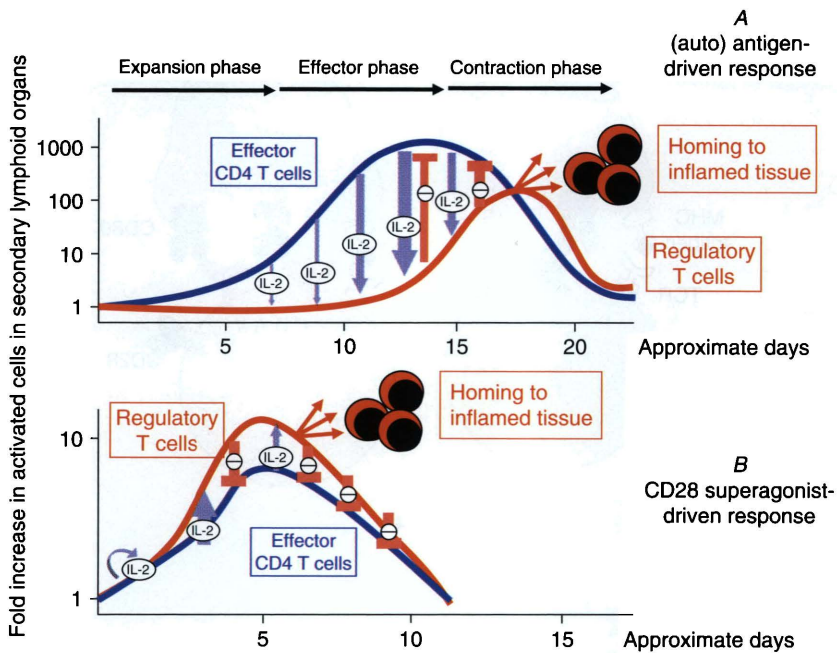 A
(auto) antigen-
driven response
Expansion phase
Effector phase
Contraction phase
Fold increase in activated cells in secondary lymphoid organs
1000
100
10
1
Effector
CD4 T cells
IL-2
IL-2
IL-2
IL-2
IL-2
Homing to
inflamed tissue
Regulatory
T cells
5
10
15
20
Approximate days
Regulatory
T cells
Homing to
inflamed tissue
10
1
IL-2
IL-2
IL-2
Effector
CD4 T cells
B
CD28 superagonist-
driven response
5
10
15
Approximate days